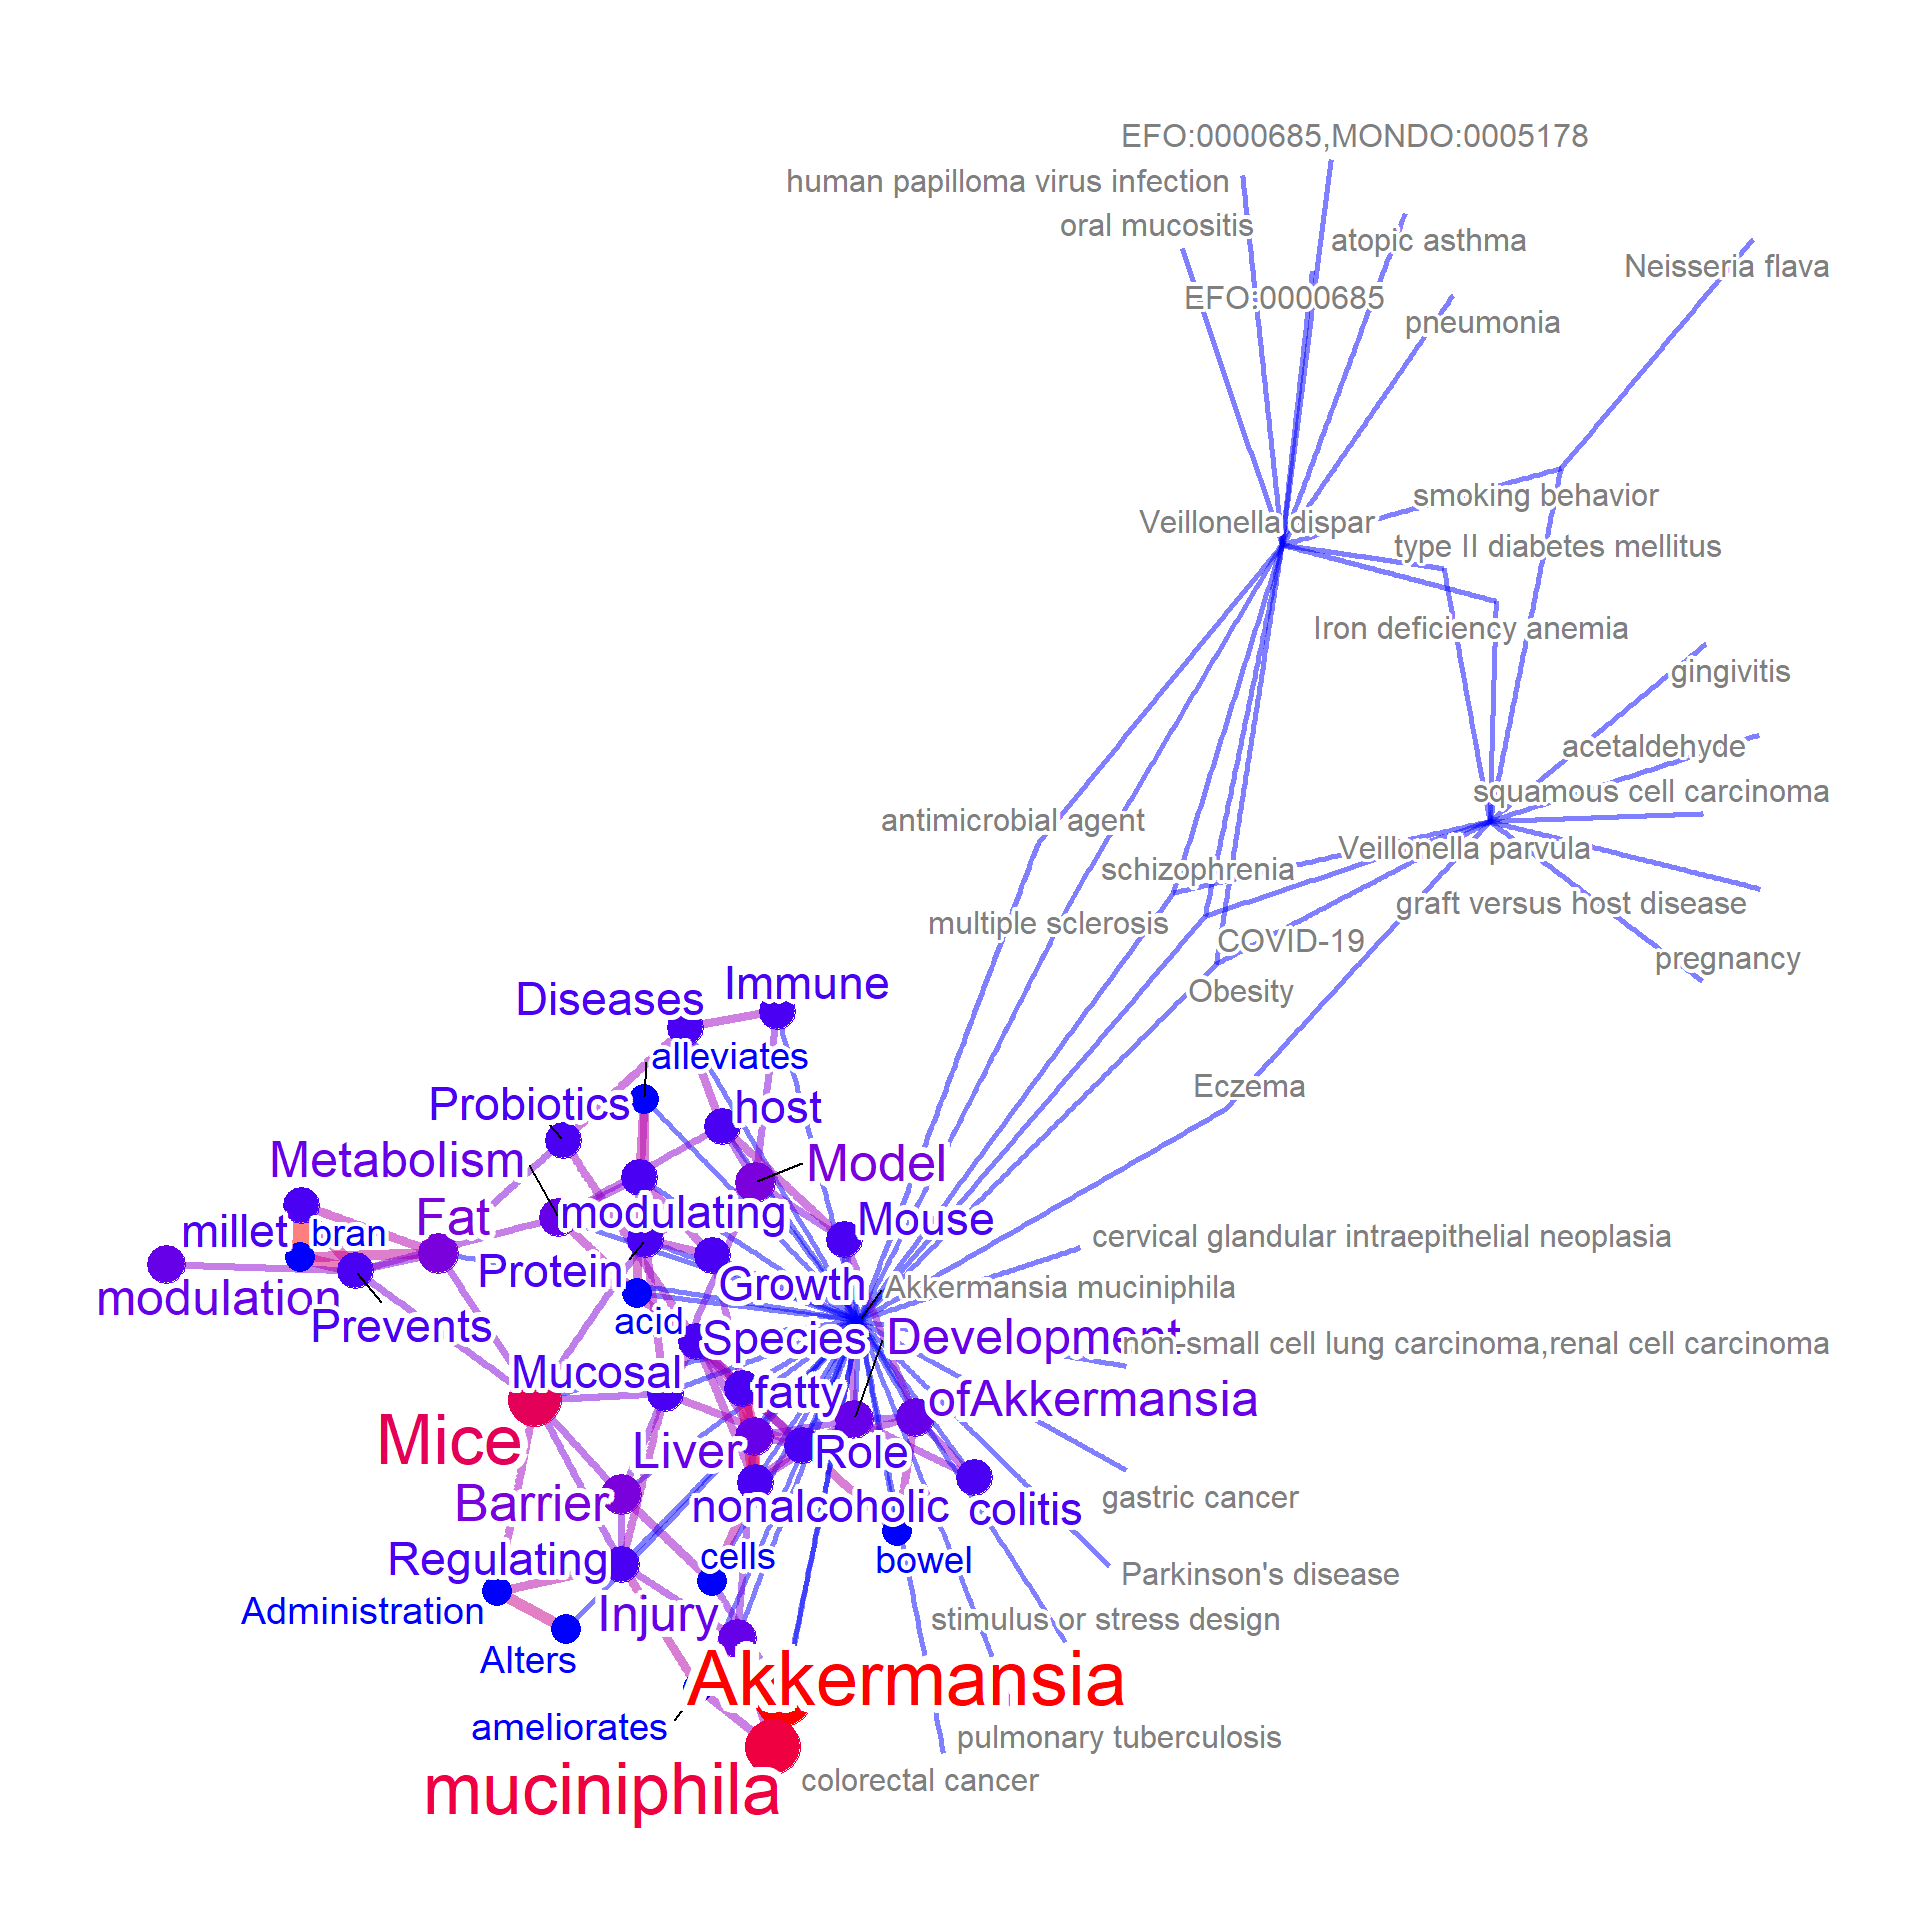 EFO:0000685,MONDO:0005178
human papilloma virus infection
oral mucositis
atopic asthma
Neisseria flava
EFO:0000685
pneumonia
smoking behavior
Veillonella dispar
type II diabetes mellitus
Iron deficiency anemia
gingivitis
acetaldehyde
squamous cell carcinoma
antimicrobial agent
Veillonella parvula
schizophrenia
graft versus host disease
multiple sclerosis
COVID-19
pregnancy
Obesity
Immune
Diseases
alleviates
Eczema
Probiotics
host
Metabolism
Model
Fat
modulating
Mouse
millet
bran
cervical glandular intraepithelial neoplasia
Protein
Growth
Akkermansia muciniphila
modulation
Prevents
acid
Species
Development
non-small cell lung carcinoma,renal cell carcinoma
Mucosal
fatty
ofAkkermansia
Mice
Liver
Role
Barrier
nonalcoholic
colitis
gastric cancer
Regulating
cells
bowel
Parkinson's disease
Administration
Injury
stimulus or stress design
Alters
Akkermansia
ameliorates
pulmonary tuberculosis
muciniphila
colorectal cancer